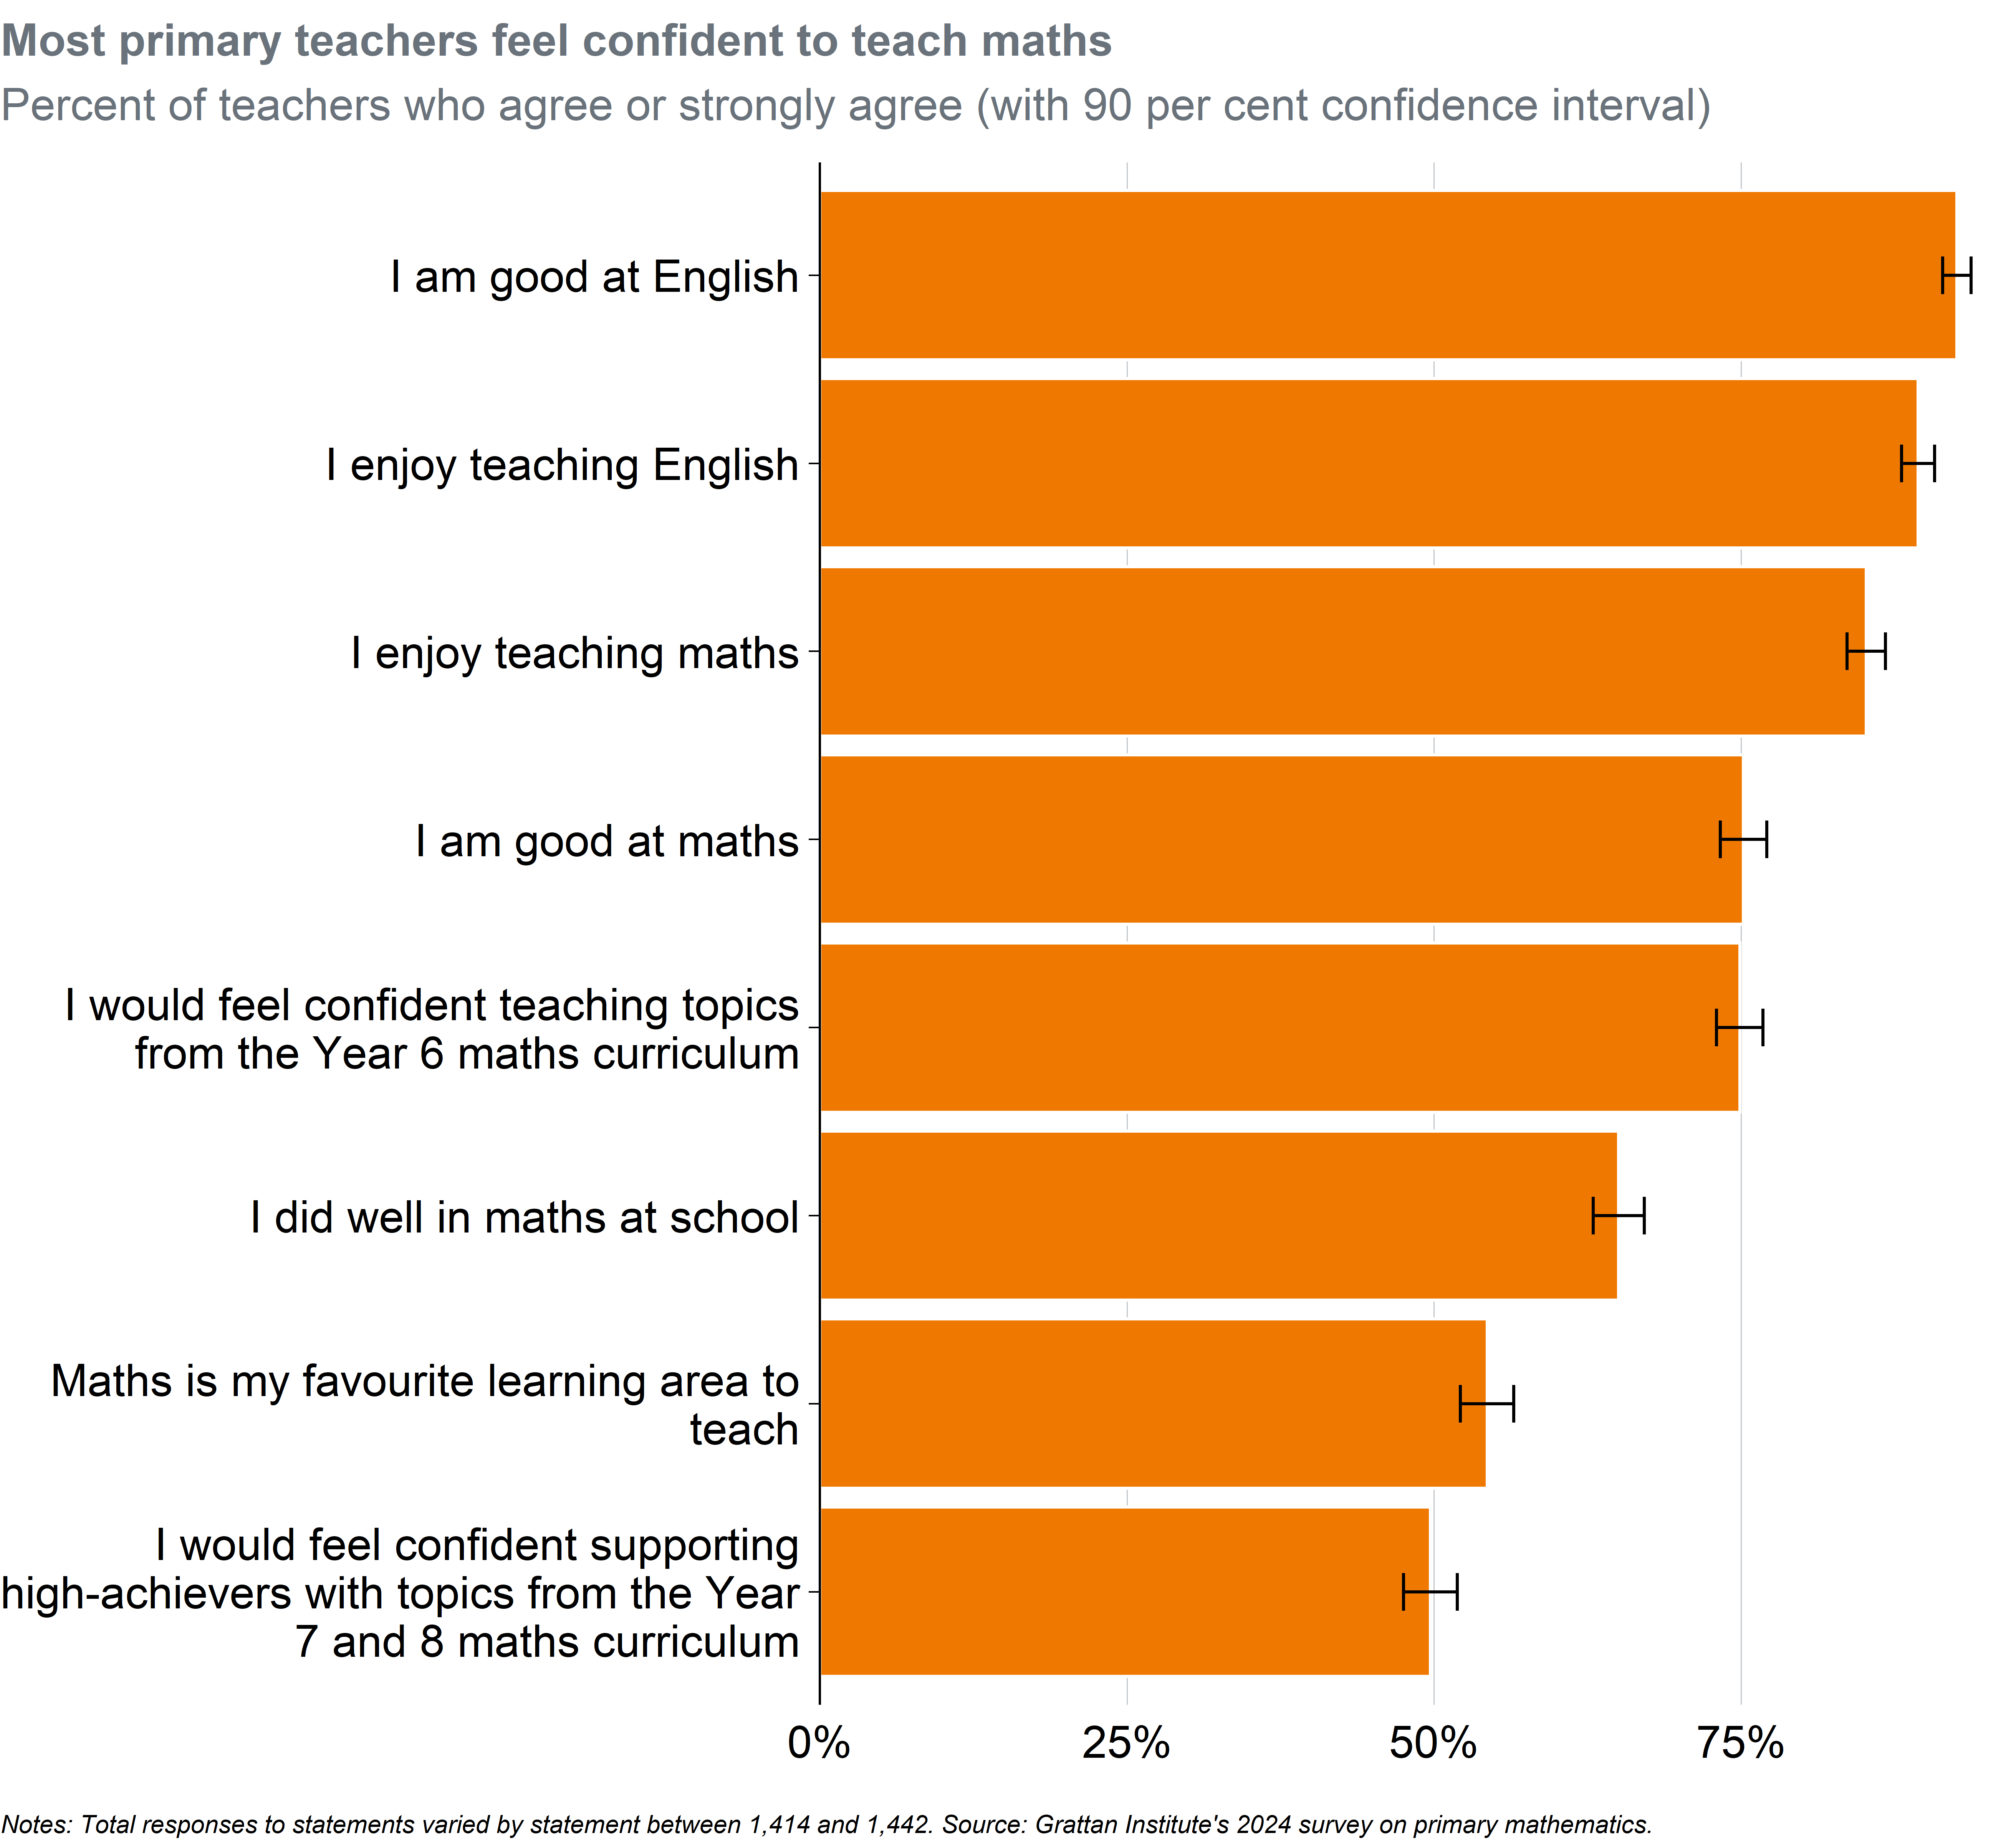 Most primary teachers feel confident to teach maths
Percent of teachers who agree or strongly agree (with 90 per cent confidence interval)
I am good at English
I enjoy teaching English
I enjoy teaching maths
I am good at maths
I would feel confident teaching topics
from the Year 6 maths curriculum
I did well in maths at school
Maths is my favourite learning area to
teach
I would feel confident supporting
high-achievers with topics from the Year
7 and 8 maths curriculum
0% 25% 50% 75%
Notes: Total responses to statements varied by statement between 1,414 and 1,442. Source: Grattan Institute's 2024 survey on primary mathematics.